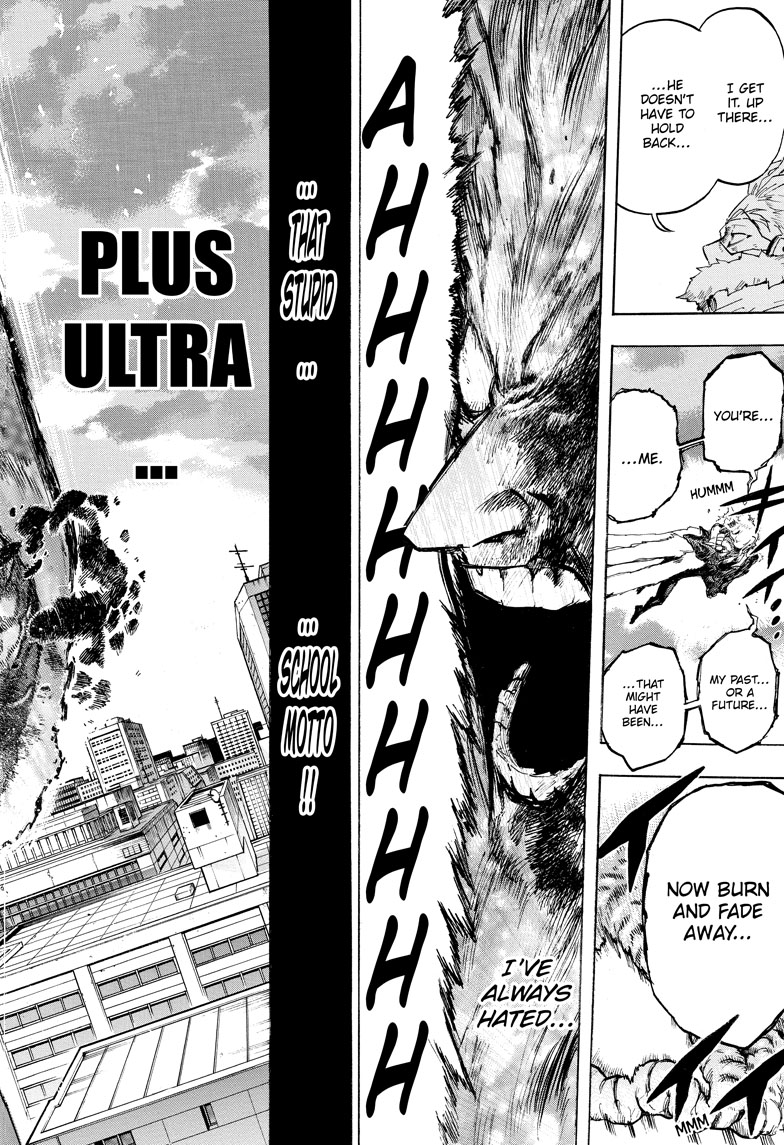 I GET
IT. UP
THERE...
...HE
DOESN'T
HAVE TO
HOLD
BACK...
YOU'RE...
...ME.
HUMMM
MY PAST...
OR A
FUTURE...
...THAT
MIGHT
HAVE
BEEN...
NOW BURN
AND FADE
AWAY...
MMM
I'VE
ALWAYS
HATED...
AHHHHHHHHH
...
THAT
STUPID
...
...
SCHOOL
MOTTO
!!
PLUS
ULTRA
...